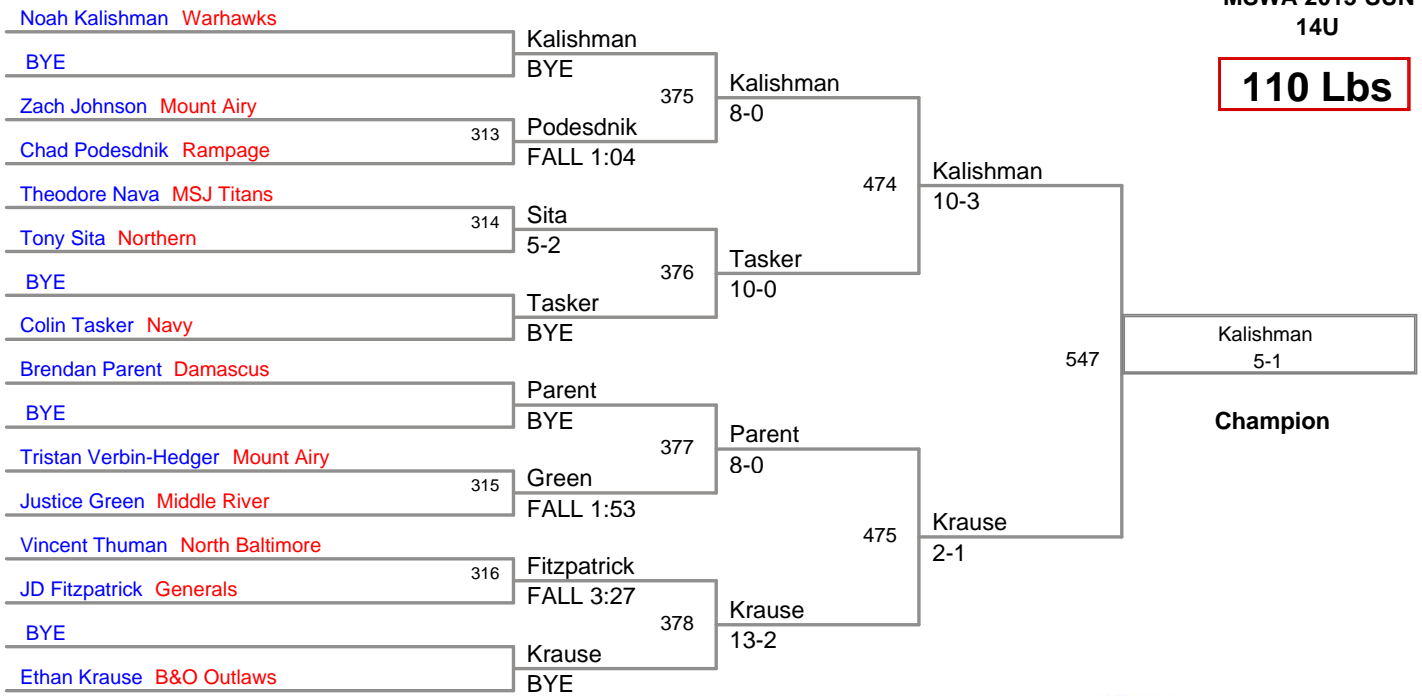 Noah Kalishman Warhawks
BYE
Zach Johnson Mount Airy
Chad Podesdnik Rampage
Theodore Nava MSJ Titans
Tony Sita Northern
BYE
Colin Tasker Navy
Brendan Parent Damascus
BYE
Tristan Verbin-Hedger Mount Airy
Justice Green Middle River
Vincent Thuman North Baltimore
JD Fitzpatrick Generals
BYE
Ethan Krause B&O Outlaws
313
314
315
316
Kalishman
BYE
Podesdnik
FALL 1:04
Sita
5-2
Tasker
BYE
Parent
BYE
Green
FALL 1:53
Fitzpatrick
FALL 3:27
Krause
BYE
375
376
377
378
Kalishman
8-0
Tasker
10-0
Parent
8-0
Krause
13-2
474
475
Kalishman
10-3
Krause
2-1
547
Kalishman
5-1
Champion
14U
110 Lbs